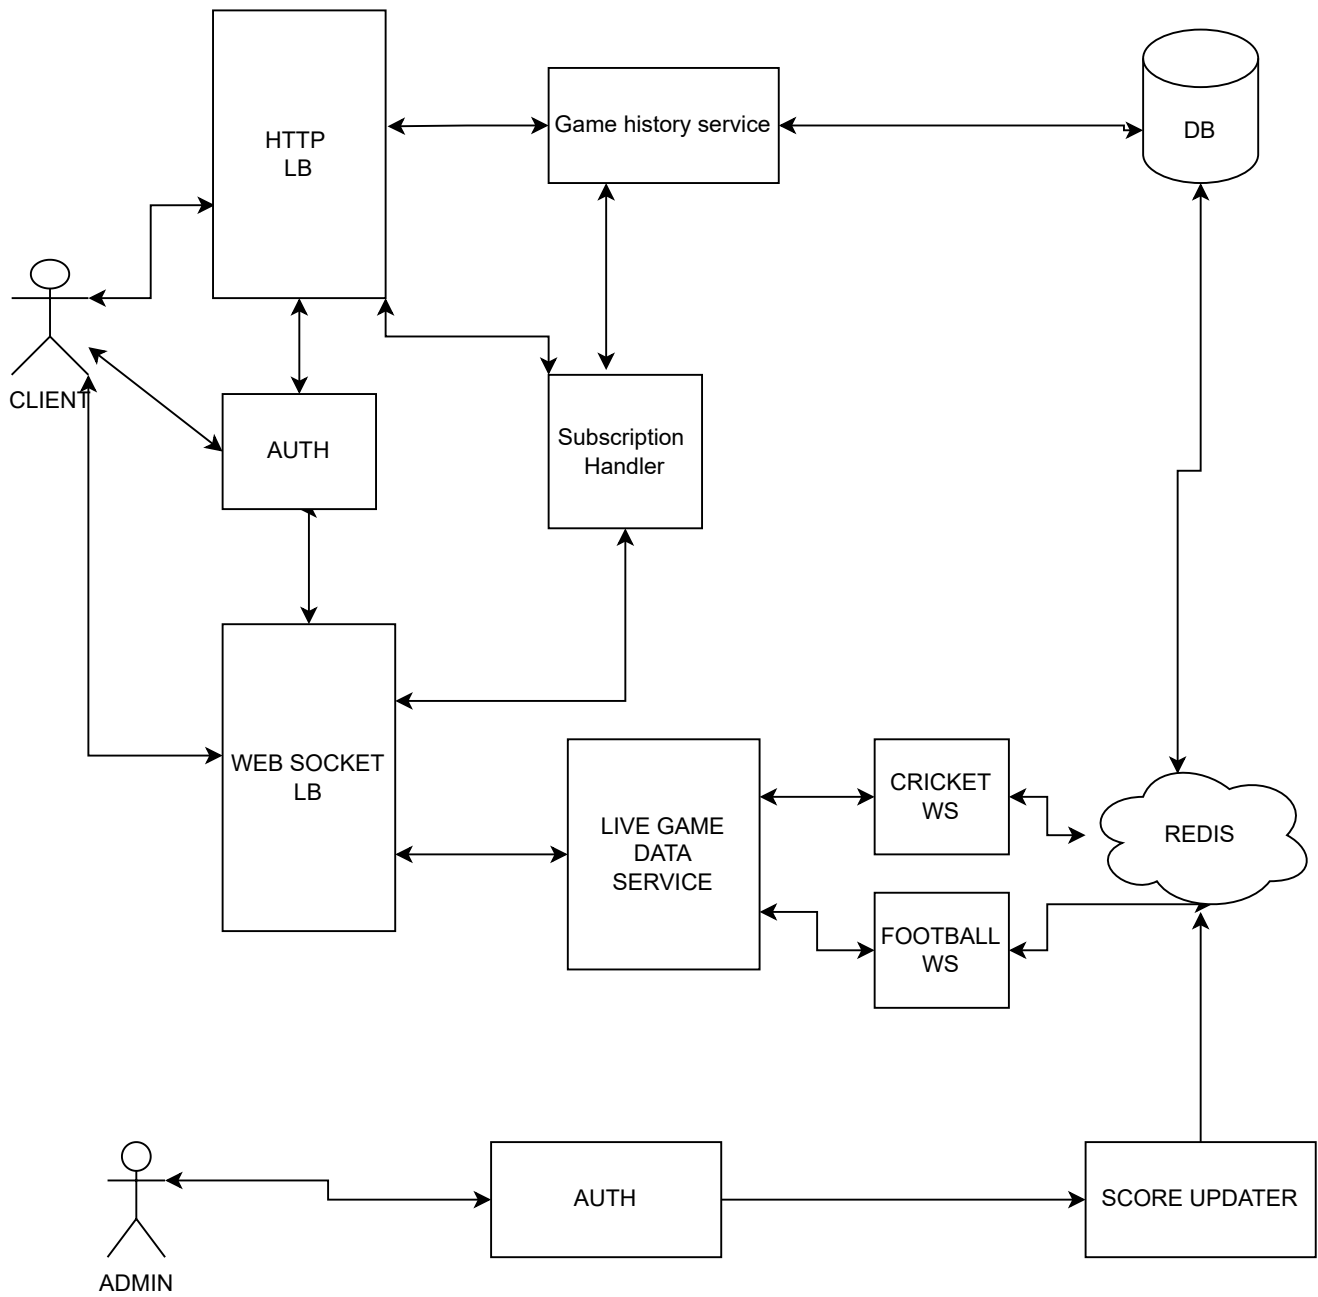 HTTP
LB
Game history service
DB
CLIENT
AUTH
Subscription
Handler
WEB SOCKET
LB
LIVE GAME
DATA
SERVICE
CRICKET
WS
REDIS
FOOTBALL
WS
ADMIN
AUTH
SCORE UPDATER